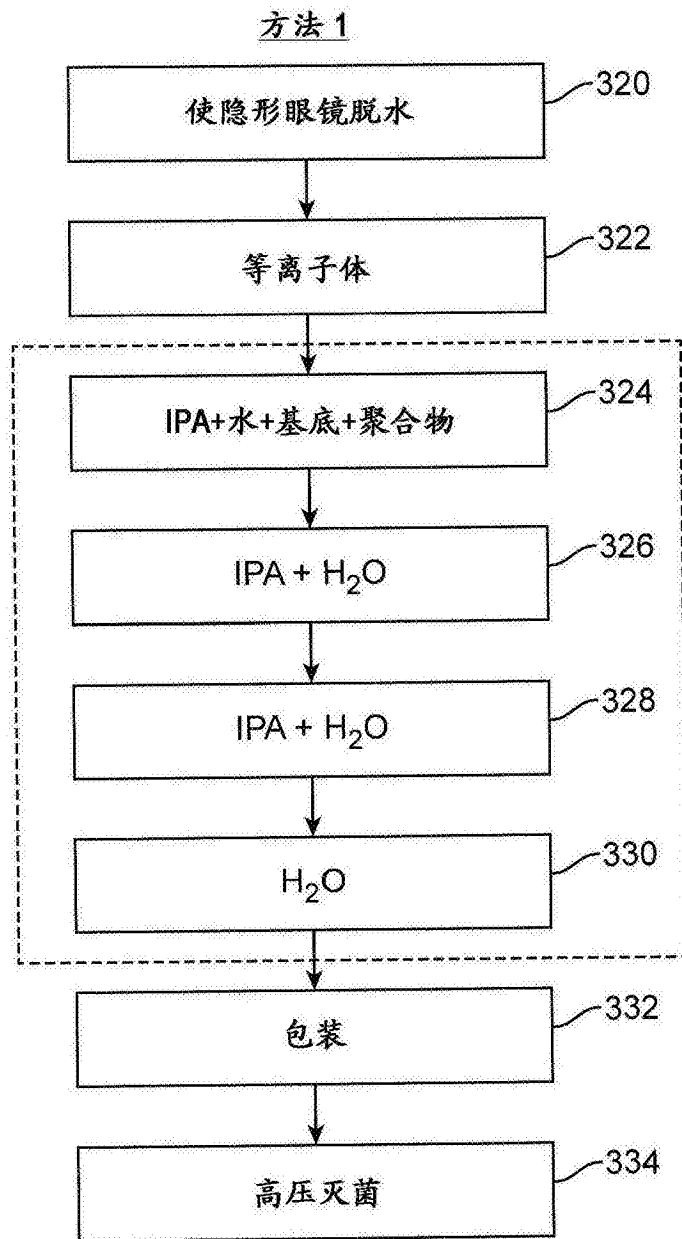 方法 1
使隐形眼镜脱水
320
等离子体
322
IPA+水+基底+聚合物
324
IPA + H₂O
326
IPA + H₂O
328
H₂O
330
包装
332
高压灭菌
334